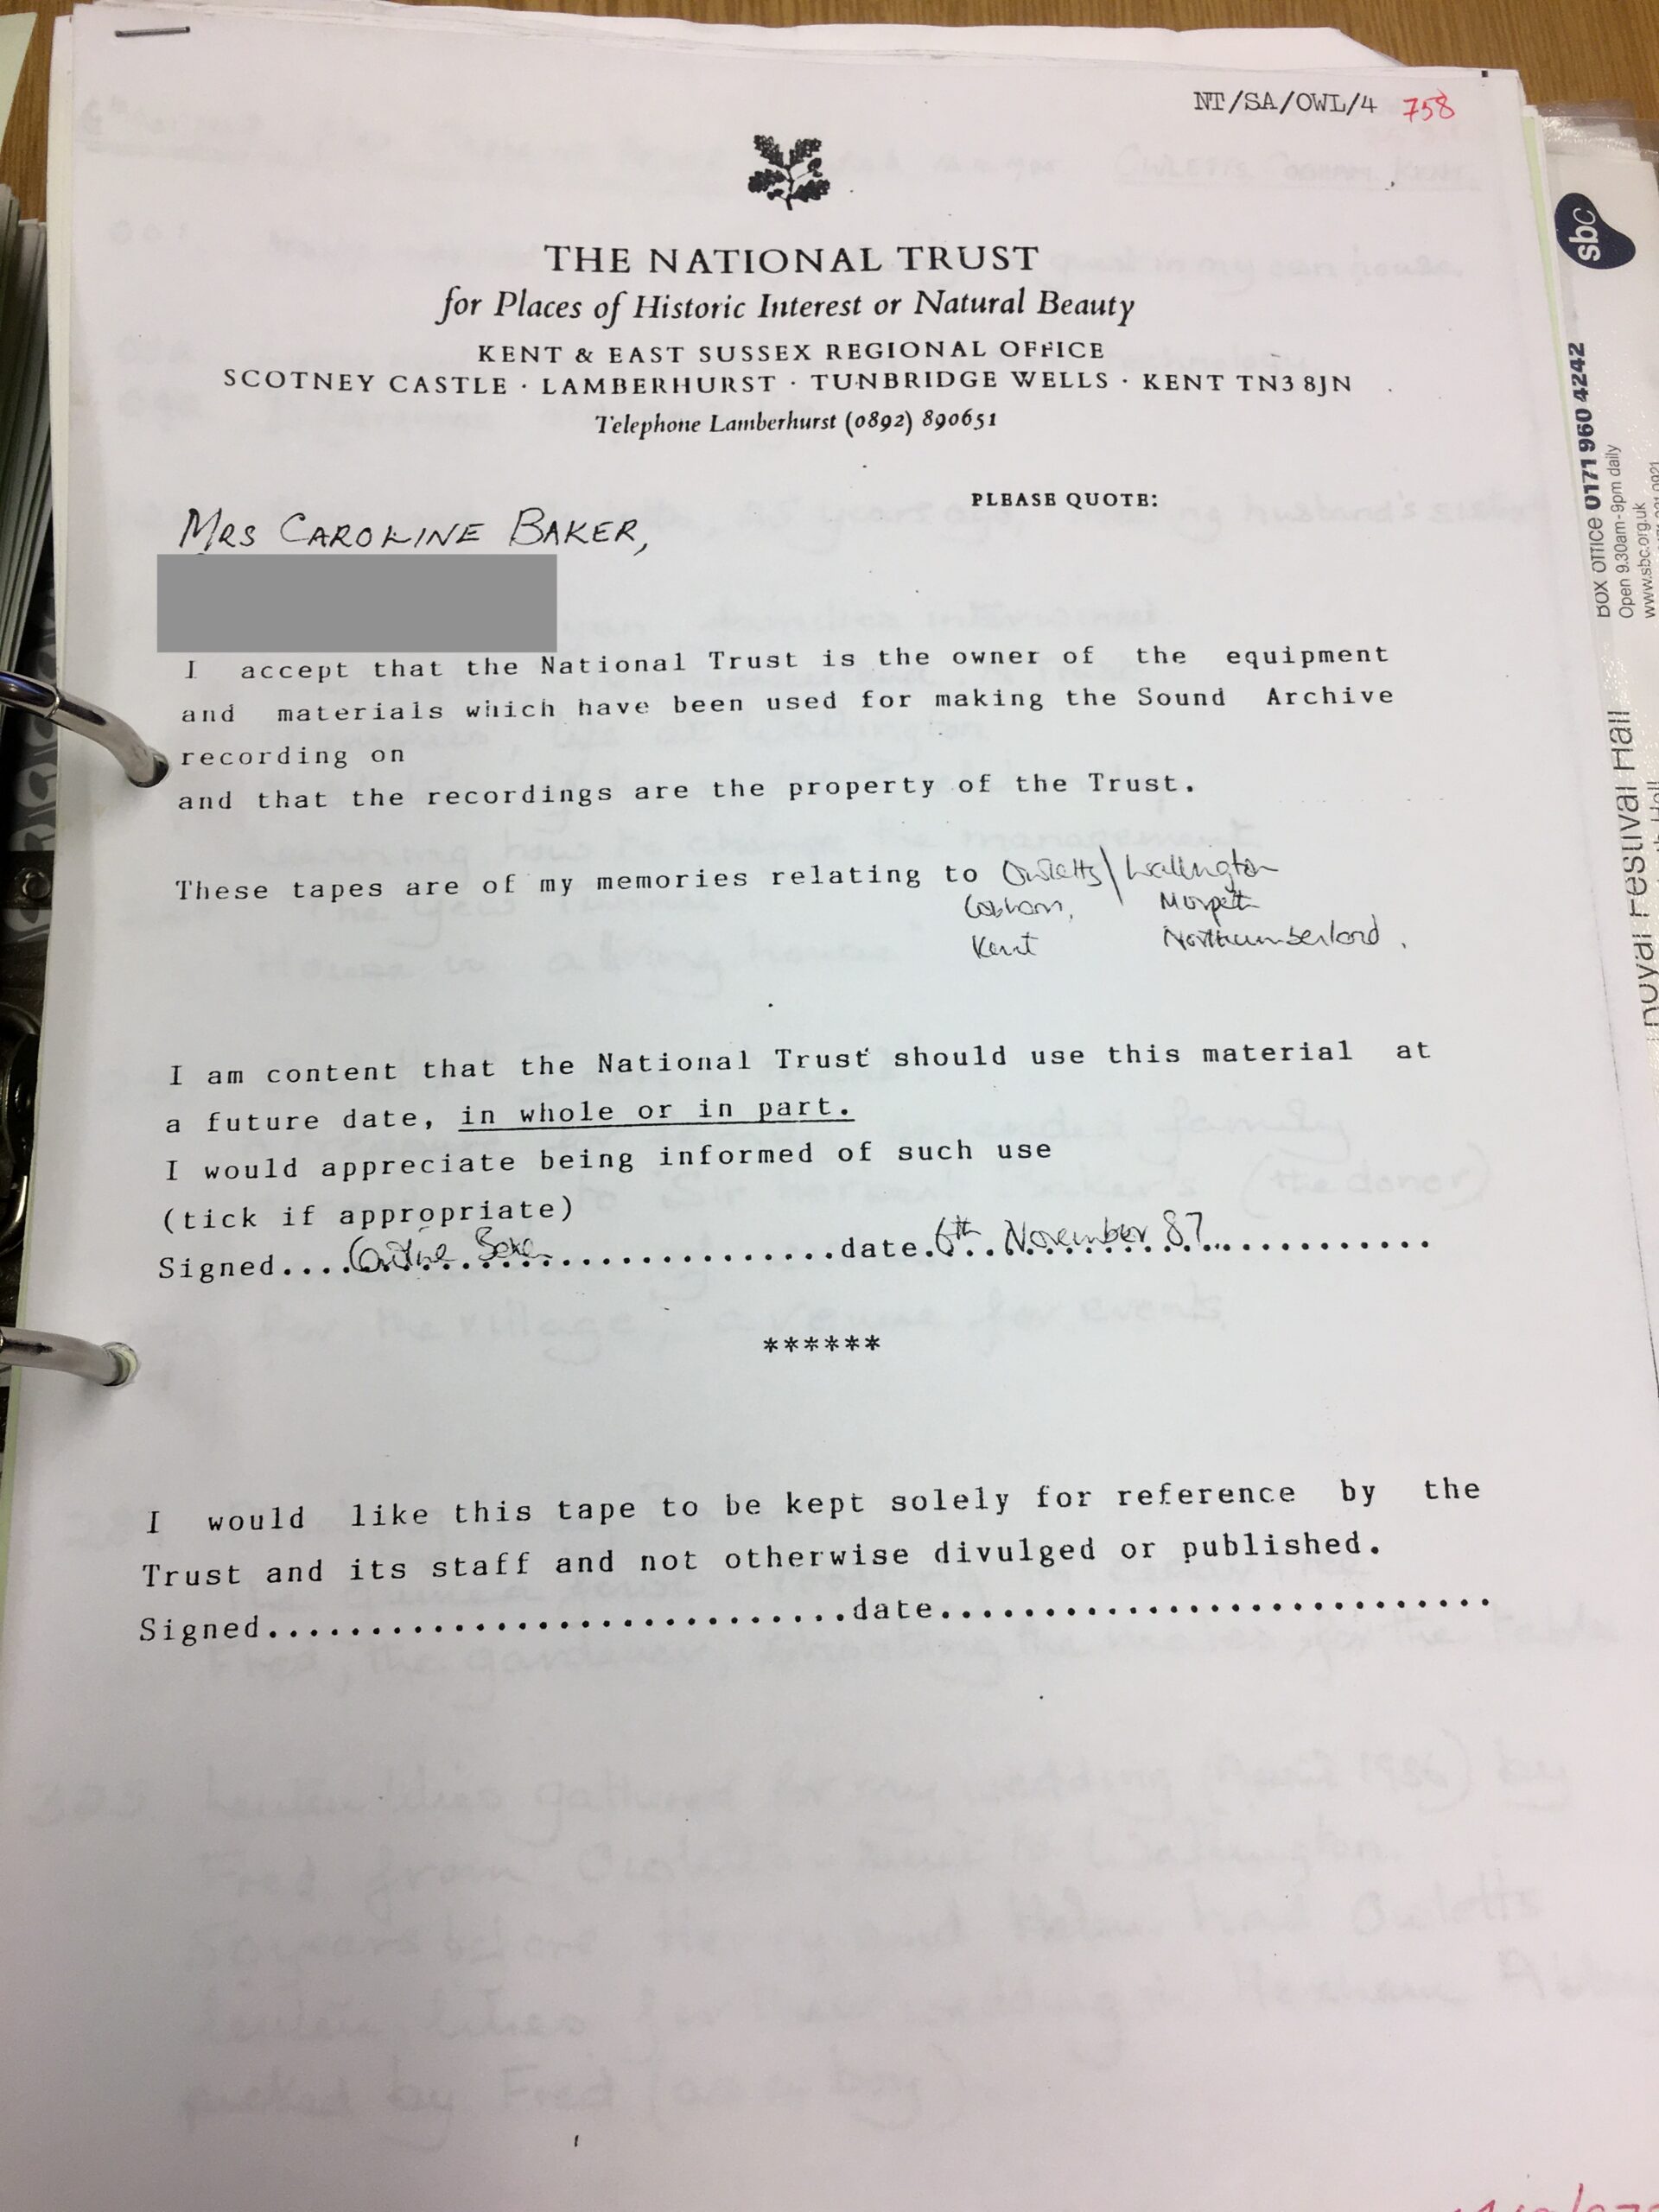 NT/SA/OWL/4 758
THE NATIONAL TRUST
for Places of Historic Interest or Natural Beauty
KENT & EAST SUSSEX REGIONAL OFFICE
SCOTNEY CASTLE · LAMBERHURST · TUNBRIDGE WELLS · KENT TN3 8JN
Telephone Lamberhurst (0892) 890651
PLEASE QUOTE:
MRS CAROLINE BAKER,
I accept that the National Trust is the owner of the equipment
and materials which have been used for making the Sound Archive
recording on
and that the recordings are the property of the Trust.
These tapes are of my memories relating to Owletts | Wallington
Cobham, Morpeth
Kent Northumberland.
I am content that the National Trust should use this material at
a future date, in whole or in part.
I would appreciate being informed of such use
(tick if appropriate)
Signed....Caroline Baker..................date.6th..November 87..............
******
I would like this tape to be kept solely for reference by the
Trust and its staff and not otherwise divulged or published.
Signed.............................date............................
sbc
BOX OFFICE 0171 960 4242
Open 9.30am-9pm daily
www.sbc.org.uk
Royal Festival Hall